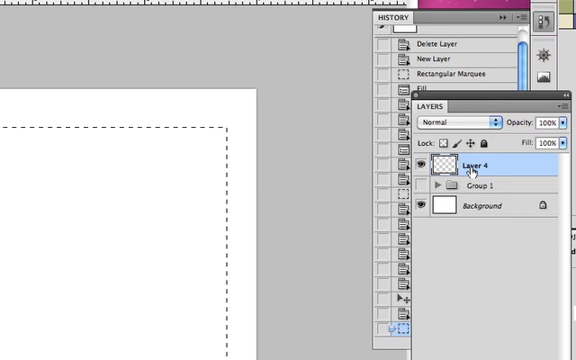 HISTORY
Delete Layer
New Layer
Rectangular Marquee
Fill
LAYERS
Normal
Opacity: 100%
Lock:
Fill: 100%
Layer 4
Group 1
Background